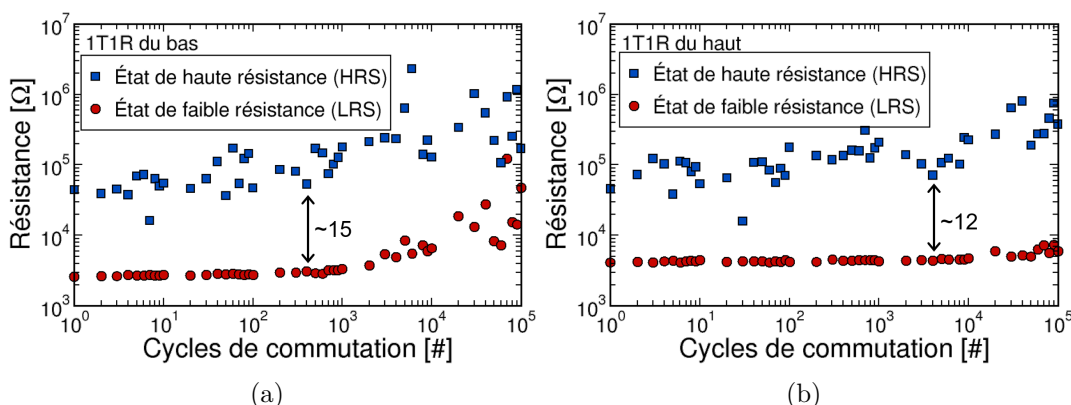 1T1R du bas
État de haute résistance (HRS)
État de faible résistance (LRS)
~15
Résistance [Ω]
10^7
10^6
10^5
10^4
10^3
10^0
10^1
10^2
10^3
10^4
10^5
Cycles de commutation [#]
(a)
1T1R du haut
État de haute résistance (HRS)
État de faible résistance (LRS)
~12
Résistance [Ω]
10^7
10^6
10^5
10^4
10^3
10^0
10^1
10^2
10^3
10^4
10^5
Cycles de commutation [#]
(b)